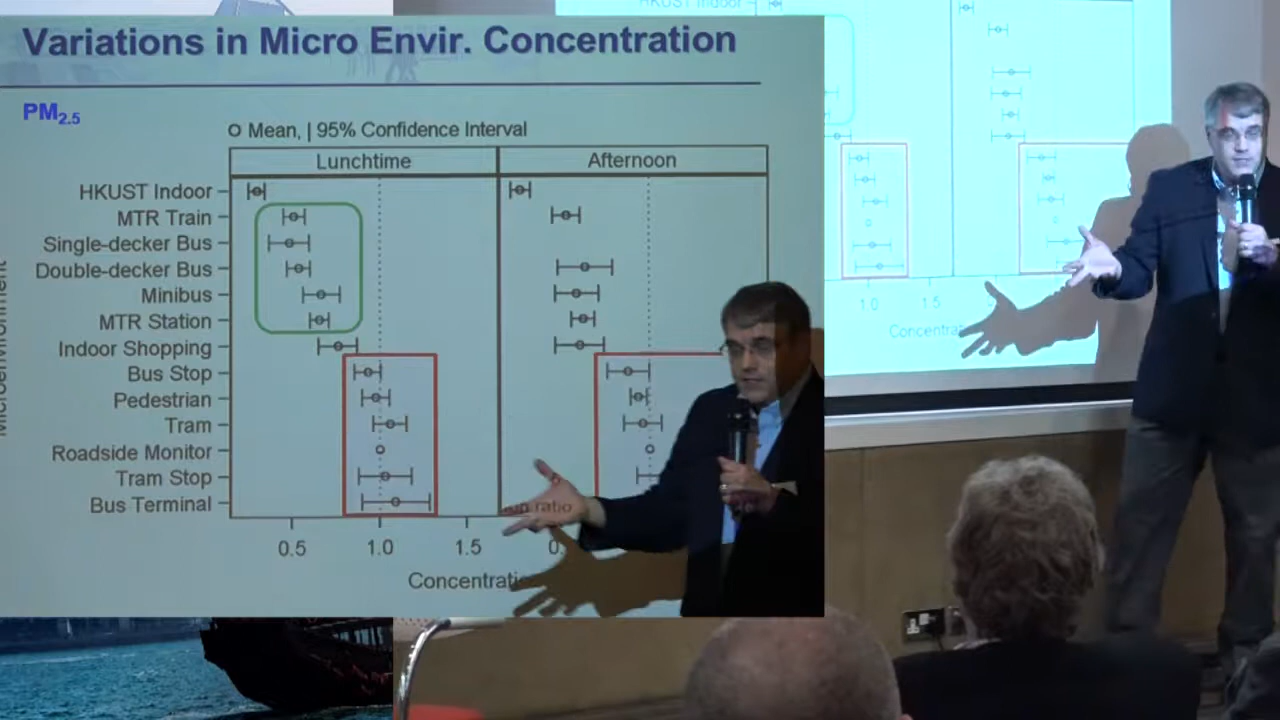 Variations in Micro Envir. Concentration
PM2.5
Mean, | 95% Confidence Interval
Lunchtime Afternoon
HKUST Indoor
MTR Train
Single-decker Bus
Double-decker Bus
Minibus
MTR Station
Indoor Shopping
Bus Stop
Pedestrian
Tram
Roadside Monitor
Tram Stop
Bus Terminal
0.5 1.0 1.5
ratio
HKUST Indoor
1.0 1.5